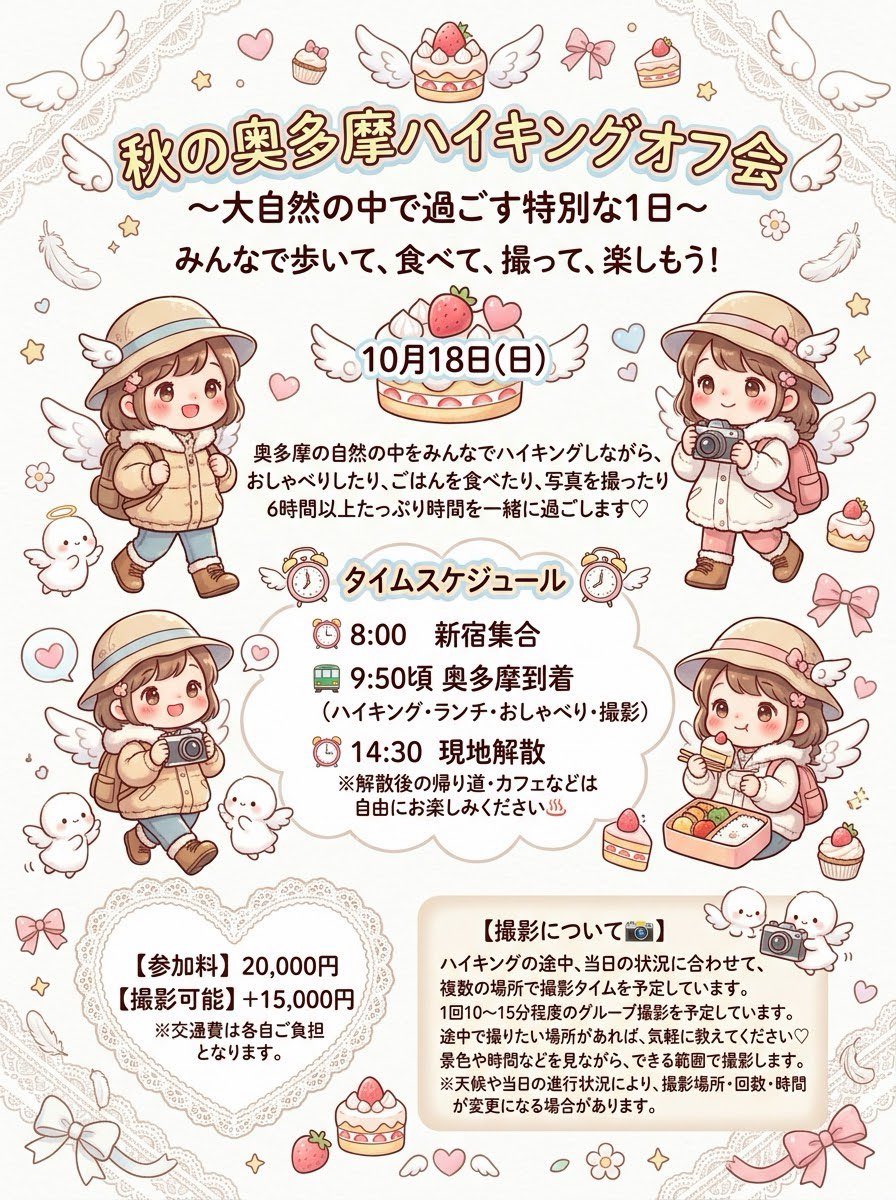 秋の奥多摩ハイキングオフ会
～大自然の中で過ごす特別な1日～
みんなで歩いて、食べて、撮って、楽しもう!
10月18日(日)
奥多摩の自然の中をみんなでハイキングしながら、
おしゃべりしたり、ごはんを食べたり、写真を撮ったり
6時間以上たっぷり時間を一緒に過ごします♡
タイムスケジュール
8:00 新宿集合
9:50頃 奥多摩到着
(ハイキング・ランチ・おしゃべり・撮影)
14:30 現地解散
※解散後の帰り道・カフェなどは
自由にお楽しみください♨
【参加料】20,000円
【撮影可能】+15,000円
※交通費は各自ご負担
となります。
【撮影について📷】
ハイキングの途中、当日の状況に合わせて、
複数の場所で撮影タイムを予定しています。
1回10～15分程度のグループ撮影を予定しています。
途中で撮りたい場所があれば、気軽に教えてください♡
景色や時間などを見ながら、できる範囲で撮影します。
※天候や当日の進行状況により、撮影場所・回数・時間
が変更になる場合があります。